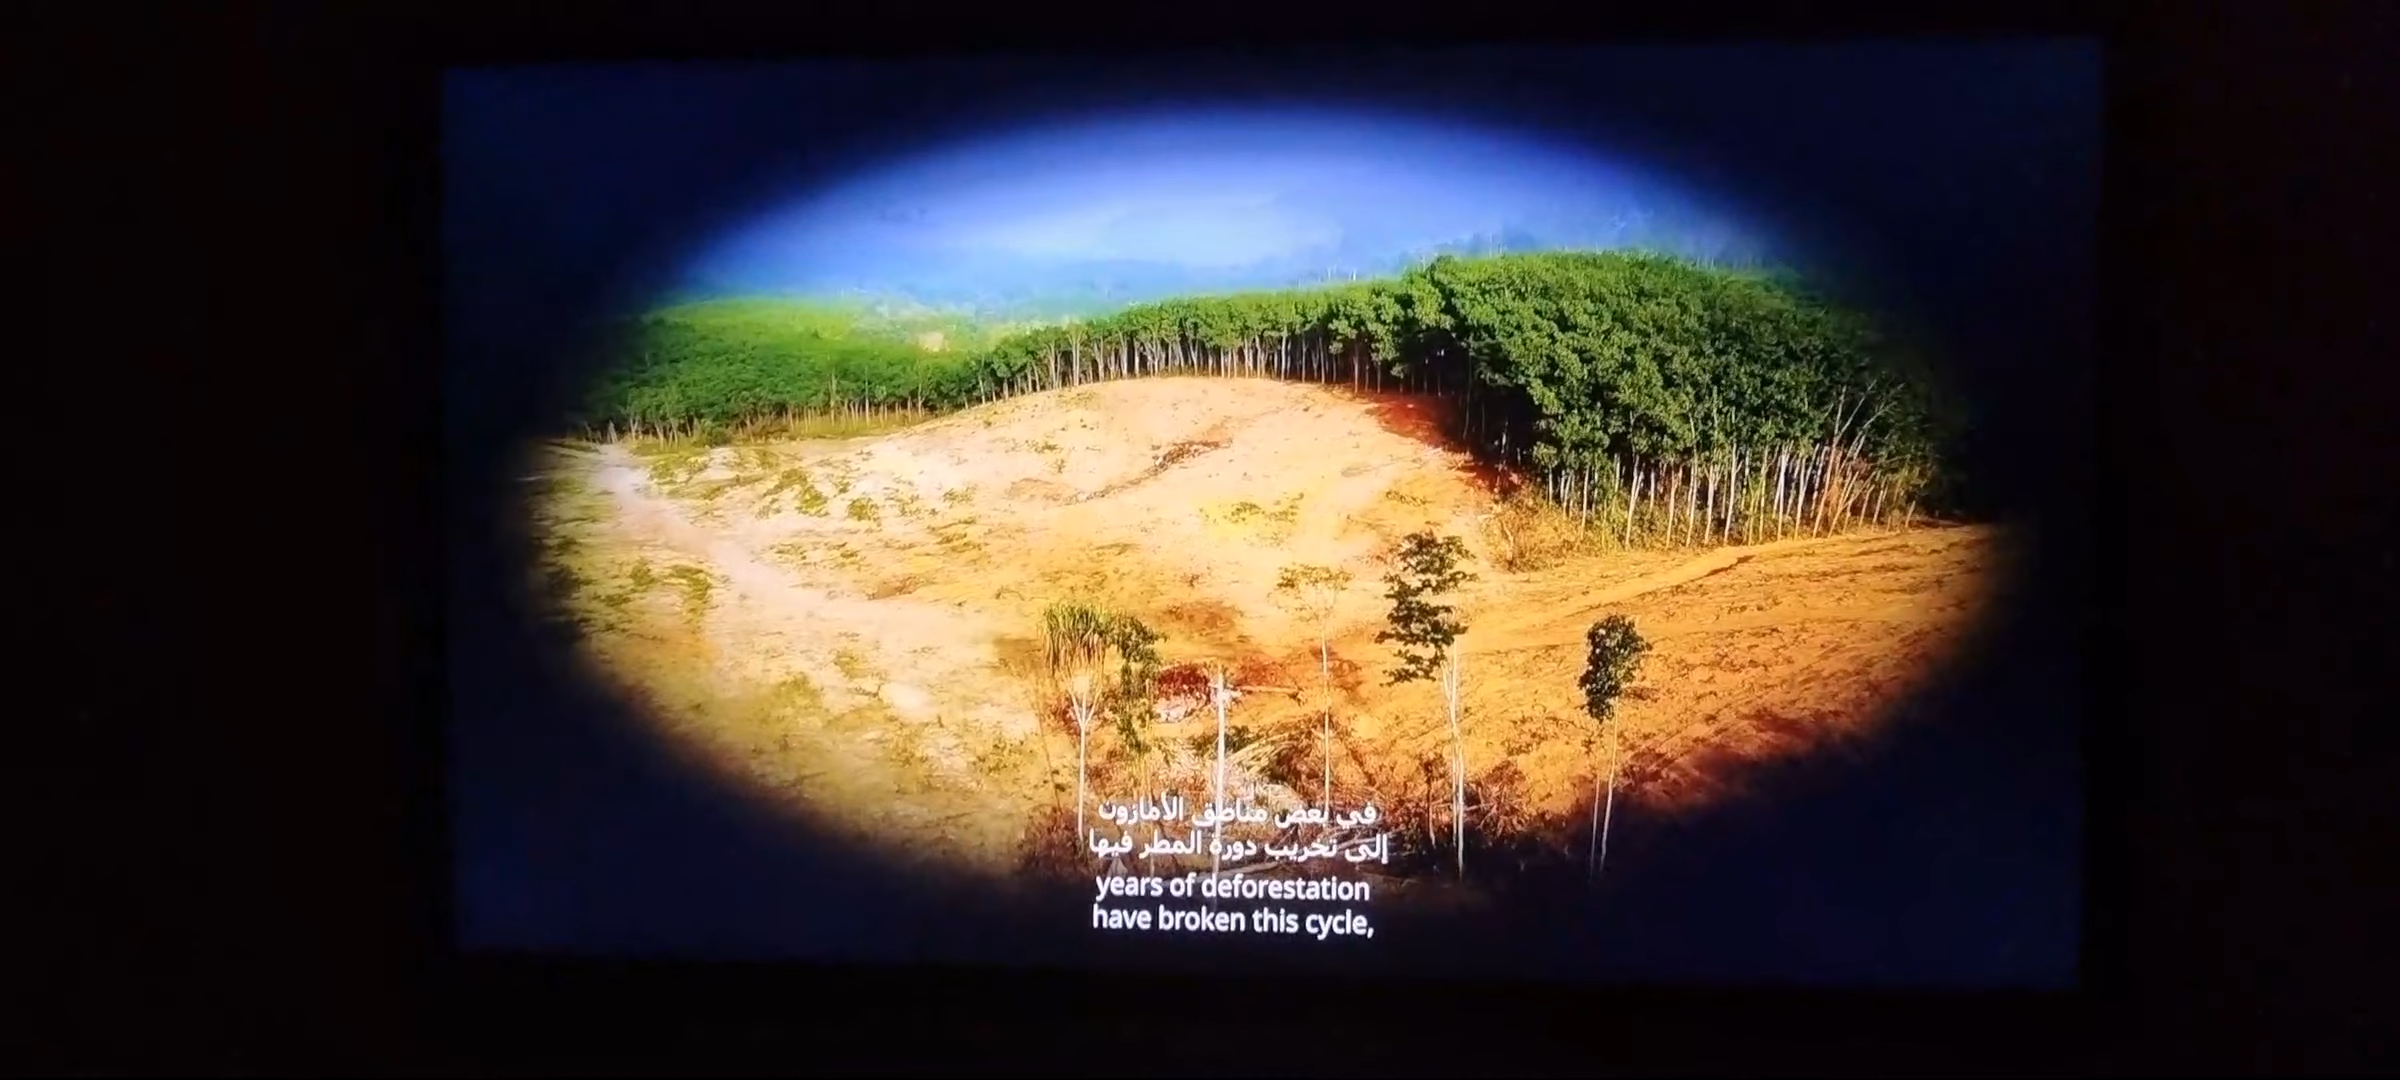 في بعض مناطق الأمازون
إلى تخريب دورة المطر فيها
years of deforestation
have broken this cycle,